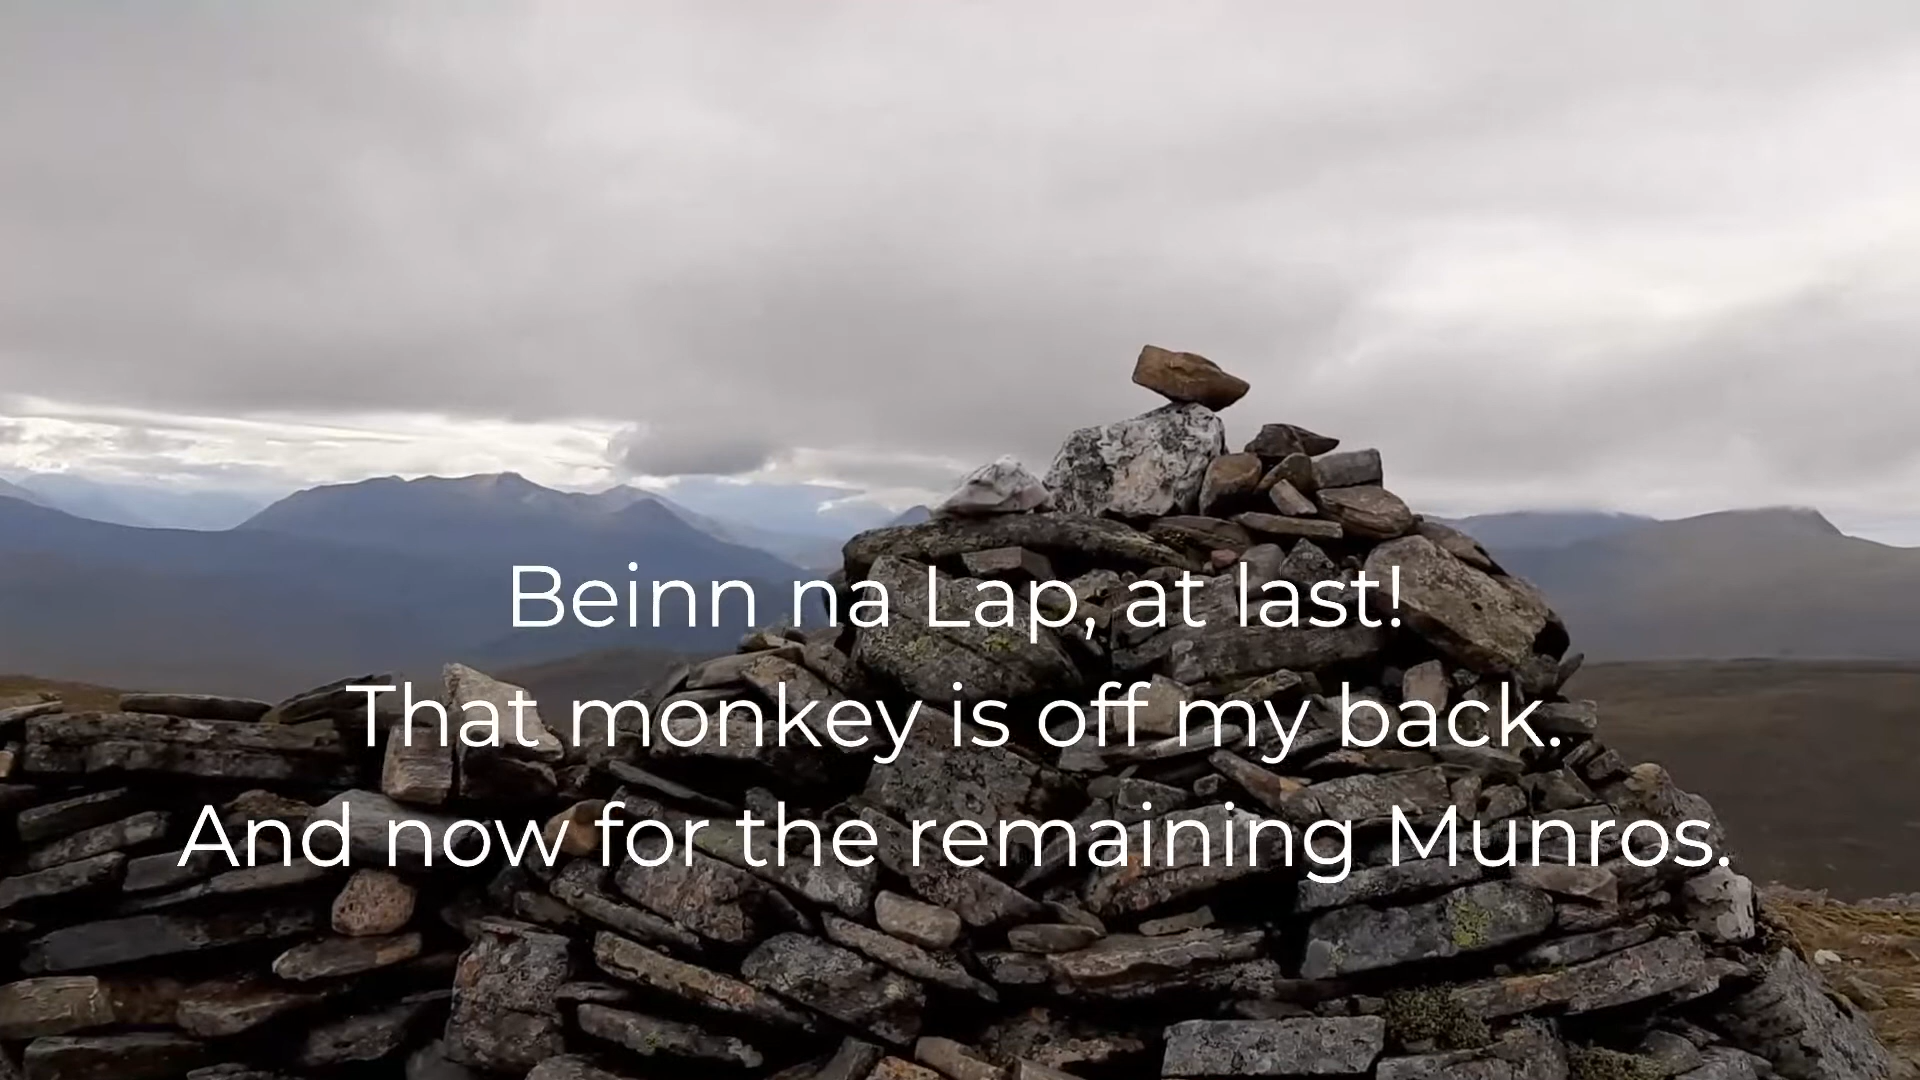 Beinn na Lap, at last!
That monkey is off my back.
And now for the remaining Munros.